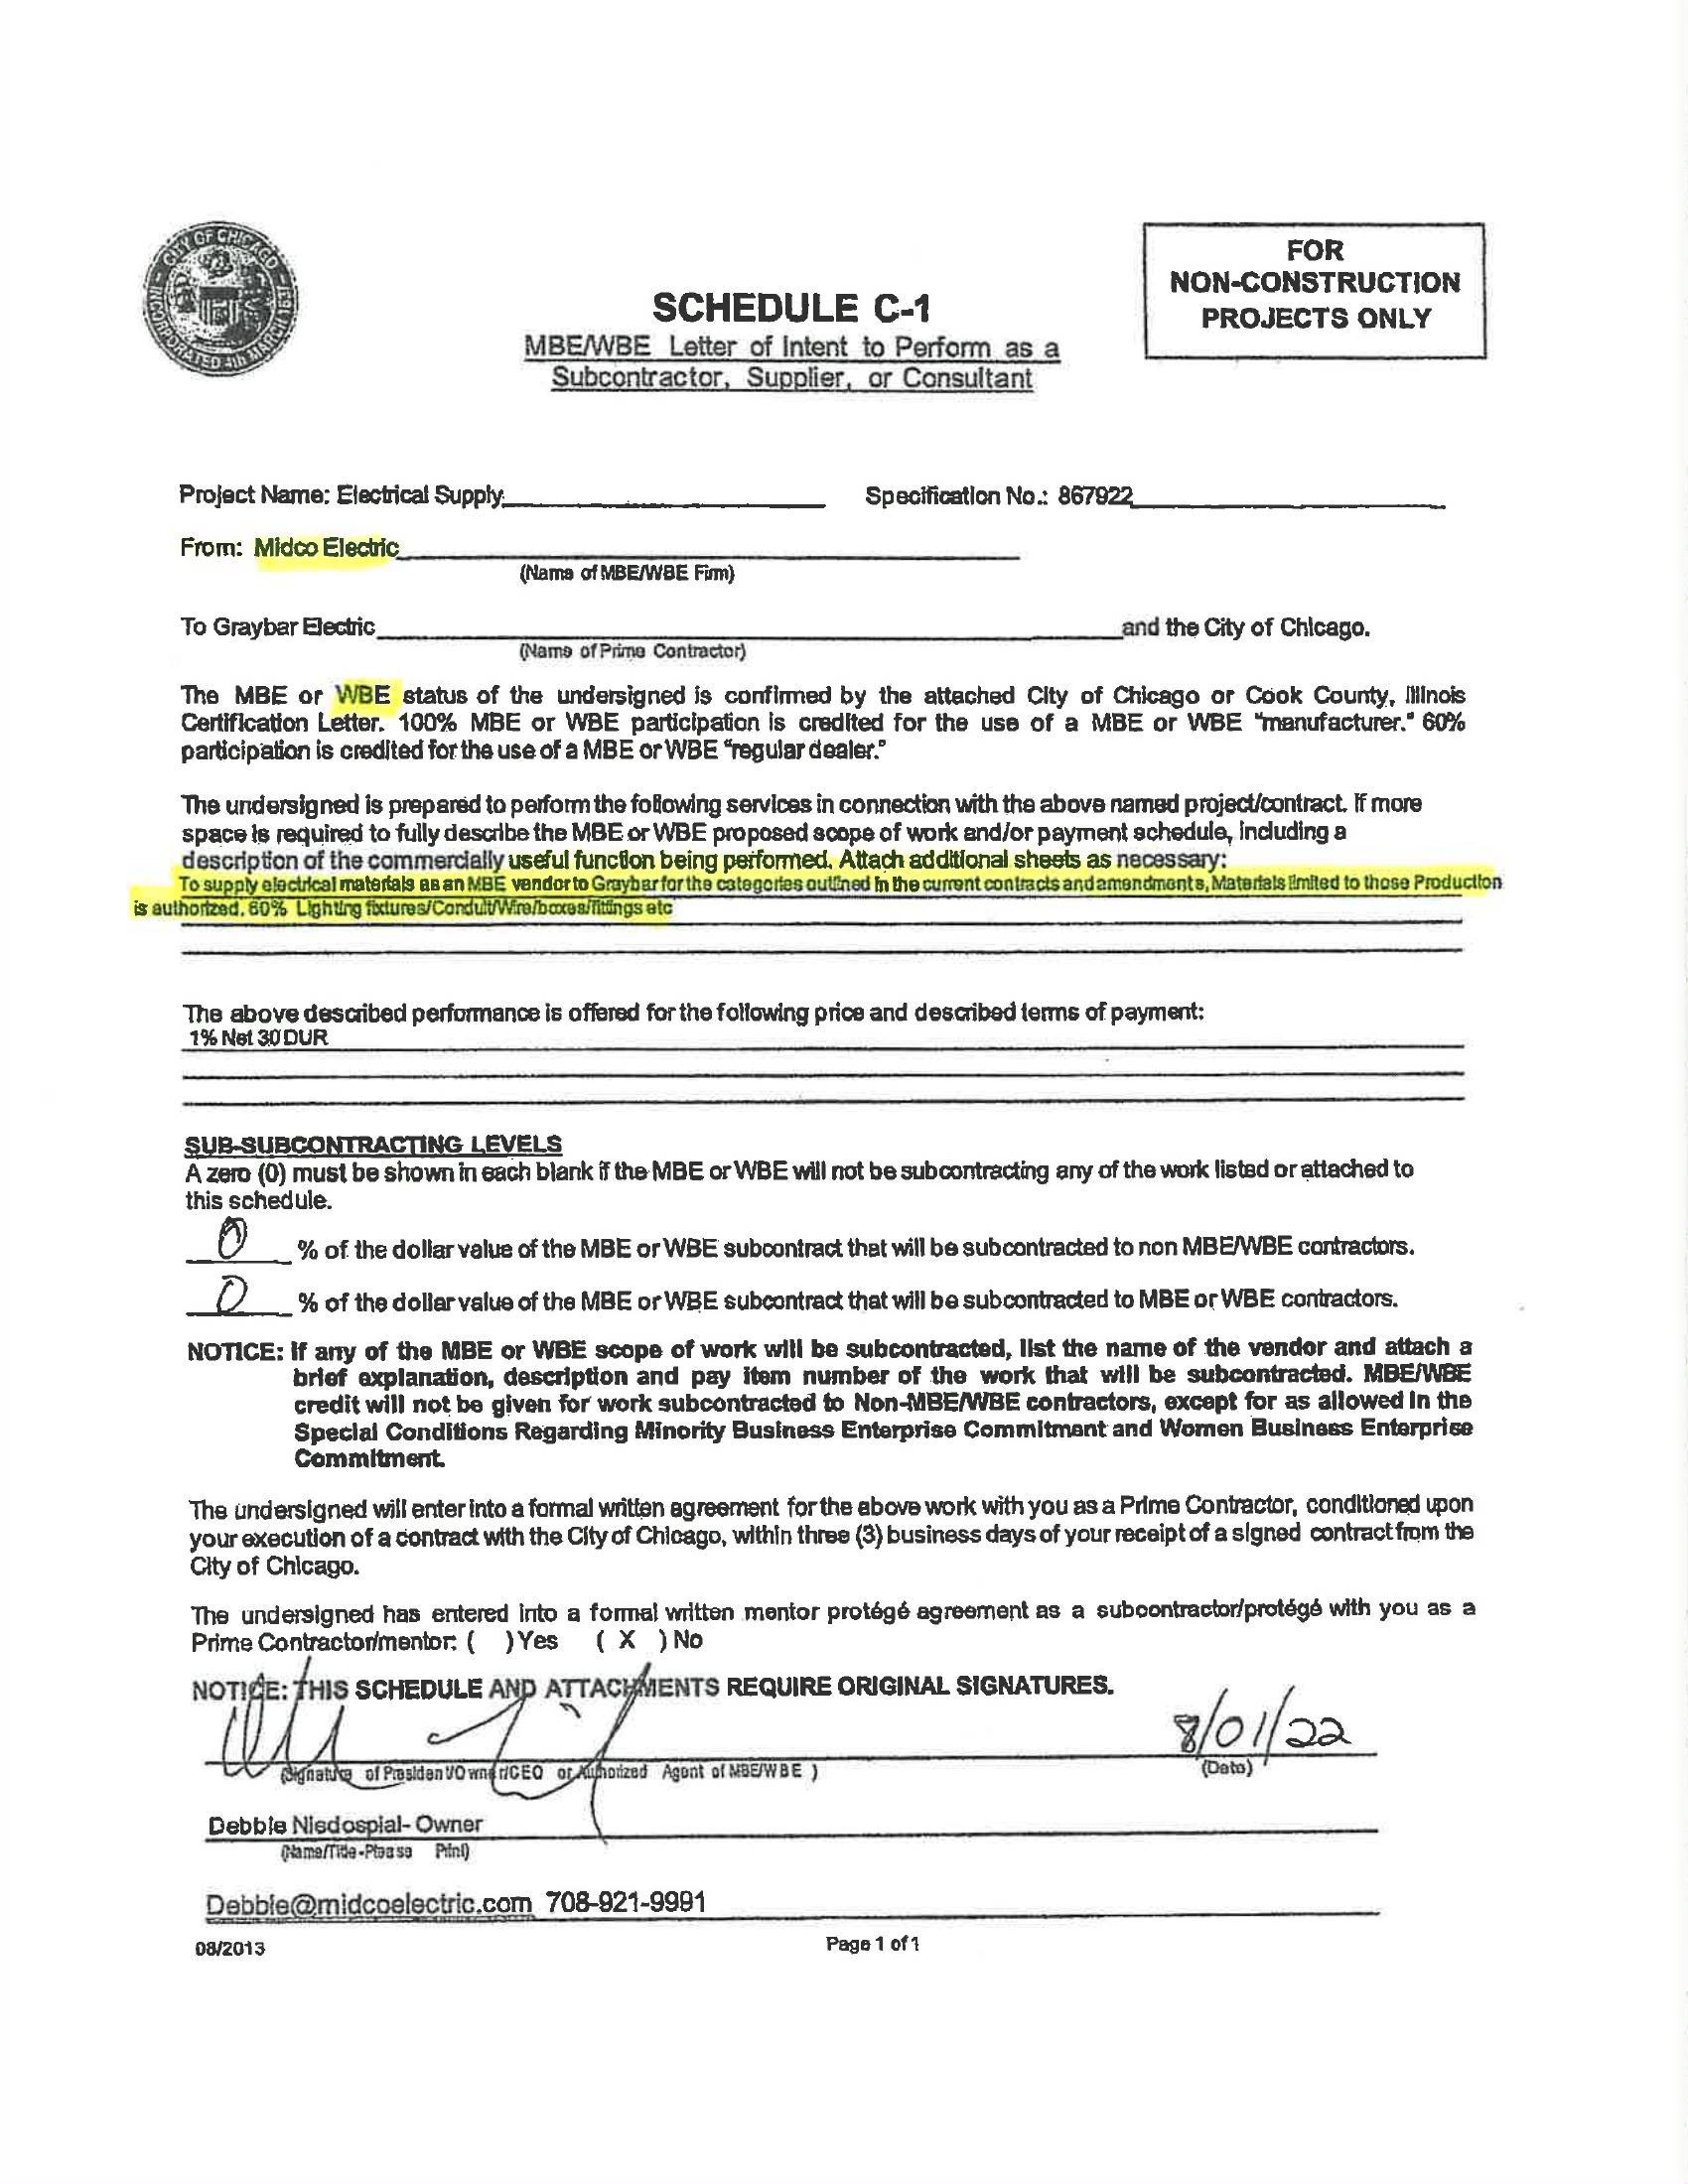 CITY OF CHICAGO
INCORPORATED 4th MARCH 1837
FOR
NON-CONSTRUCTION
PROJECTS ONLY
SCHEDULE C-1
MBE/WBE Letter of Intent to Perform as a
Subcontractor, Supplier, or Consultant
Project Name: Electrical Supply
Specification No.: 867922
From: Midco Electric
(Name of MBE/WBE Firm)
To Graybar Electric and the City of Chicago.
(Name of Prime Contractor)
The MBE or WBE status of the undersigned is confirmed by the attached City of Chicago or Cook County, Illinois
Certification Letter. 100% MBE or WBE participation is credited for the use of a MBE or WBE "manufacturer." 60%
participation is credited for the use of a MBE or WBE "regular dealer."
The undersigned is prepared to perform the following services in connection with the above named project/contract. If more
space is required to fully describe the MBE or WBE proposed scope of work and/or payment schedule, including a
description of the commercially useful function being performed. Attach additional sheets as necessary:
To supply electrical materials as an MBE vendor to Graybar for the categories outlined in the current contracts and amendments, Materials limited to those Production
is authorized. 60% Lighting fixtures/Conduit/Wire/boxes/fittings etc
The above described performance is offered for the following price and described terms of payment:
1% Net 30 DUR
SUB-SUBCONTRACTING LEVELS
A zero (0) must be shown in each blank if the MBE or WBE will not be subcontracting any of the work listed or attached to
this schedule.
0 % of the dollar value of the MBE or WBE subcontract that will be subcontracted to non MBE/WBE contractors.
0 % of the dollar value of the MBE or WBE subcontract that will be subcontracted to MBE or WBE contractors.
NOTICE: If any of the MBE or WBE scope of work will be subcontracted, list the name of the vendor and attach a
brief explanation, description and pay item number of the work that will be subcontracted. MBE/WBE
credit will not be given for work subcontracted to Non-MBE/WBE contractors, except for as allowed in the
Special Conditions Regarding Minority Business Enterprise Commitment and Women Business Enterprise
Commitment.
The undersigned will enter into a formal written agreement for the above work with you as a Prime Contractor, conditioned upon
your execution of a contract with the City of Chicago, within three (3) business days of your receipt of a signed contract from the
City of Chicago.
The undersigned has entered into a formal written mentor protégé agreement as a subcontractor/protégé with you as a
Prime Contractor/mentor: ( ) Yes ( X ) No
NOTICE: THIS SCHEDULE AND ATTACHMENTS REQUIRE ORIGINAL SIGNATURES.
8/01/22
(Signature of President/Owner/CEO or Authorized Agent of MBE/WBE )
(Date)
Debbie Niedospial- Owner
(Name/Title-Please Print)
Debbie@midcoelectric.com 708-921-9991
08/2013
Page 1 of 1